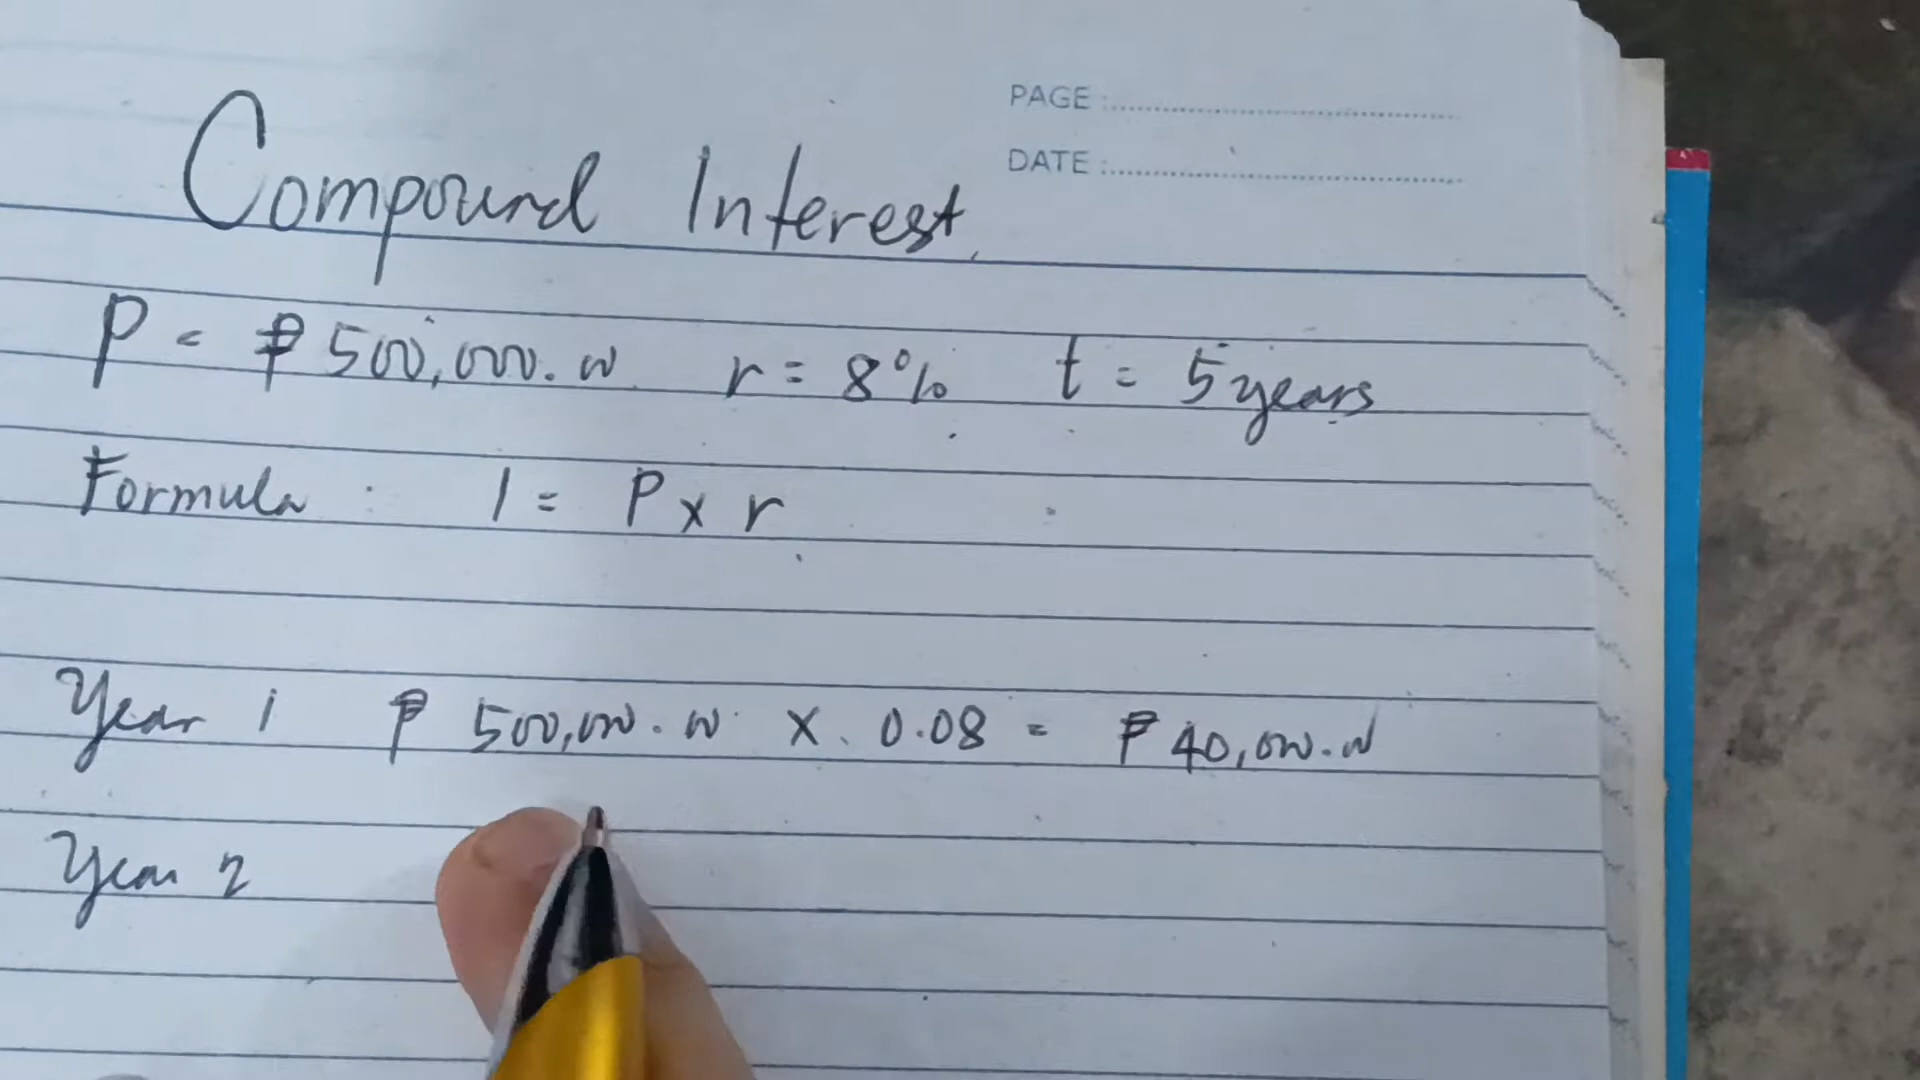 PAGE :
DATE :
Compound Interest
P = ₱ 500,000.00 r = 8% t = 5 years
Formula : I = P x r
Year 1 ₱ 500,000.00 x 0.08 = ₱ 40,000.00
Year 2